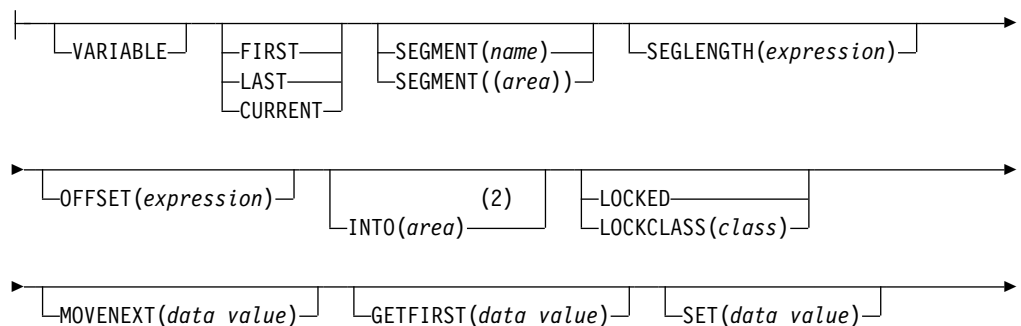 VARIABLE FIRST SEGMENT(name) SEGLENGTH(expression)
LAST SEGMENT((area))
CURRENT
OFFSET(expression) (2) LOCKED
INTO(area) LOCKCLASS(class)
MOVENEXT(data value) GETFIRST(data value) SET(data value)